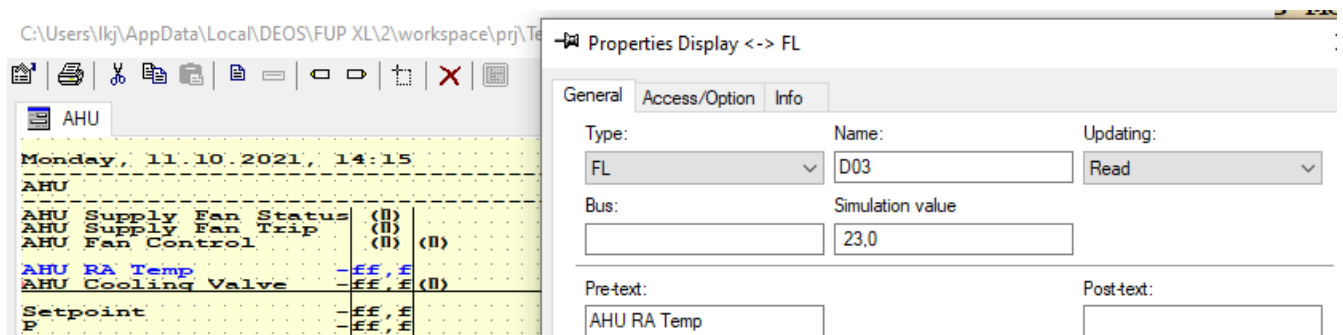 C:\Users\lkj\AppData\Local\DEOS\FUP XL\2\workspace\prj\Te
Properties Display <-> FL
AHU
Monday, 11.10.2021, 14:15
AHU
AHU Supply Fan Status (Π)
AHU Supply Fan Trip (Π)
AHU Fan Control (Π) (Π)
AHU RA Temp -ff,f
AHU Cooling Valve -ff,f(Π)
Setpoint -ff,f
P -ff,f
General Access/Option Info
Type: Name: Updating:
FL D03 Read
Bus: Simulation value
23,0
Pre-text: Post-text:
AHU RA Temp